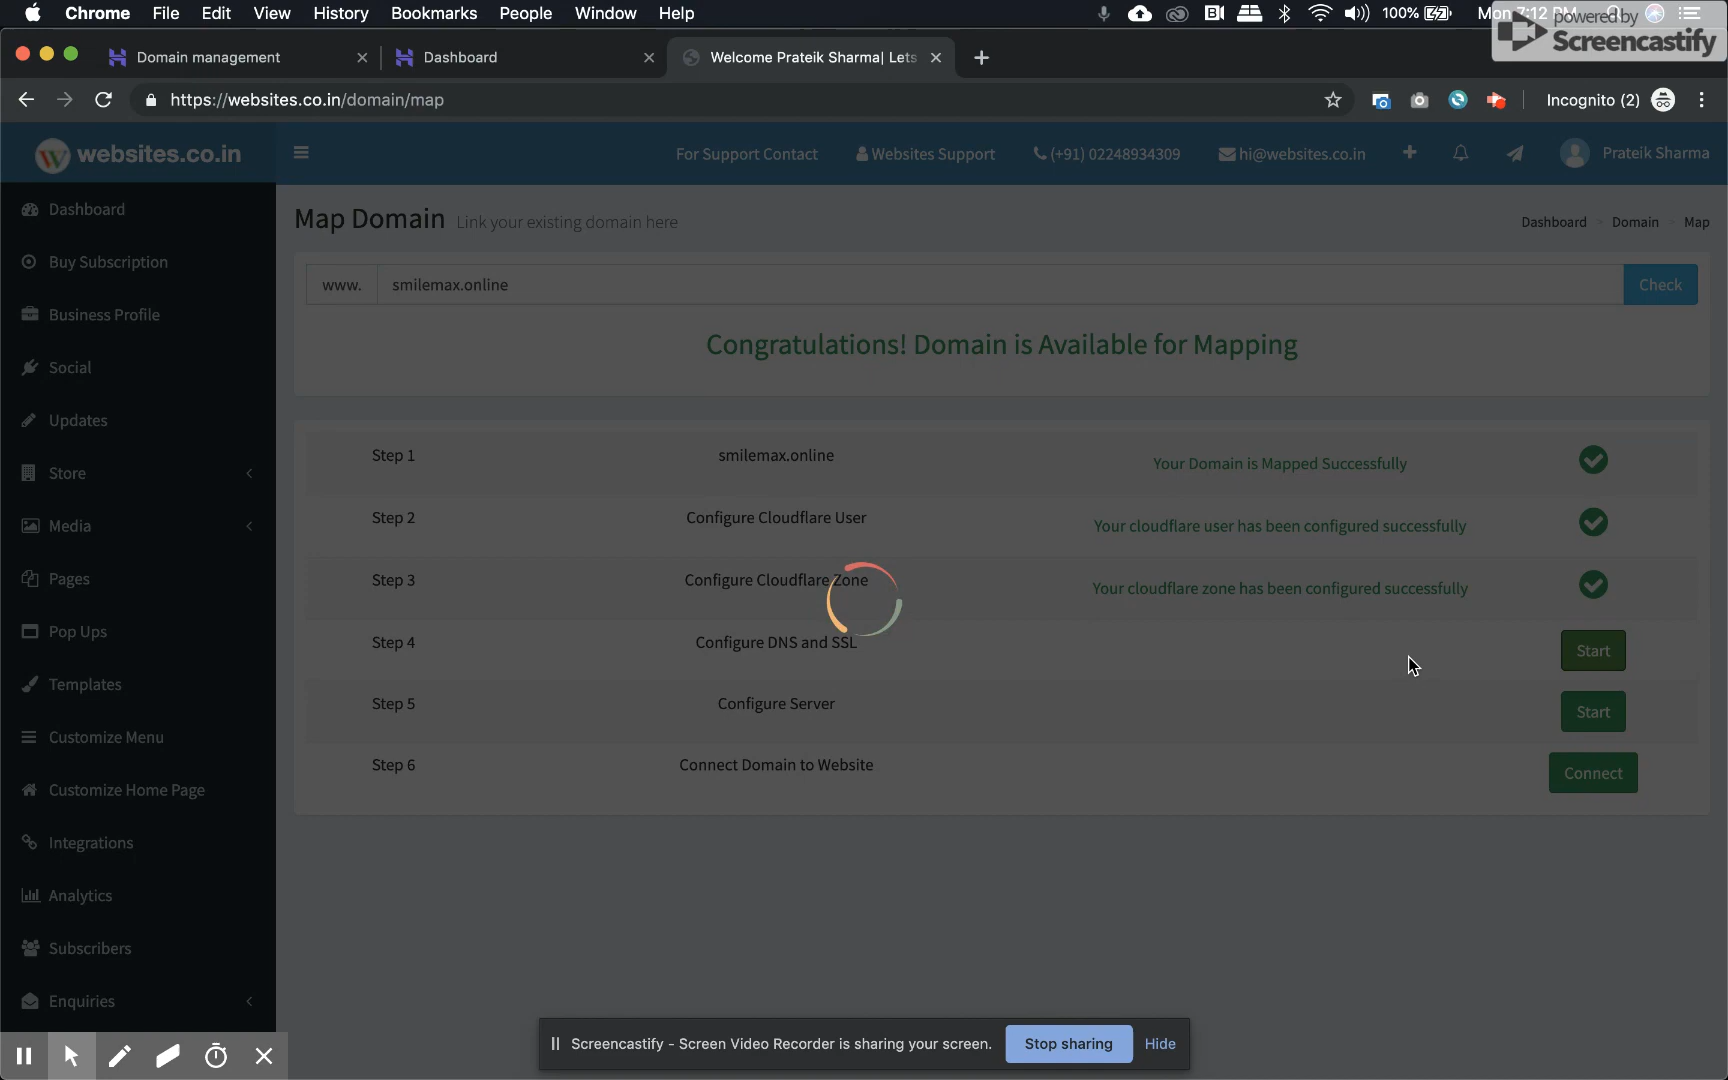 Chrome File Edit View History Bookmarks People Window Help 100% Mon 7:12 PM
powered by
Screencastify
Domain management Dashboard Welcome Prateik Sharma| Lets
https://websites.co.in/domain/map Incognito (2)
websites.co.in For Support Contact Websites Support (+91) 02248934309 hi@websites.co.in Prateik Sharma
Dashboard
Buy Subscription
Business Profile
Social
Updates
Store
Media
Pages
Pop Ups
Templates
Customize Menu
Customize Home Page
Integrations
Analytics
Subscribers
Enquiries
Map Domain Link your existing domain here Dashboard Domain Map
www. smilemax.online Check
Congratulations! Domain is Available for Mapping
Step 1 smilemax.online Your Domain is Mapped Successfully
Step 2 Configure Cloudflare User Your cloudflare user has been configured successfully
Step 3 Configure Cloudflare Zone Your cloudflare zone has been configured successfully
Step 4 Configure DNS and SSL Start
Step 5 Configure Server Start
Step 6 Connect Domain to Website Connect
Screencastify - Screen Video Recorder is sharing your screen. Stop sharing Hide